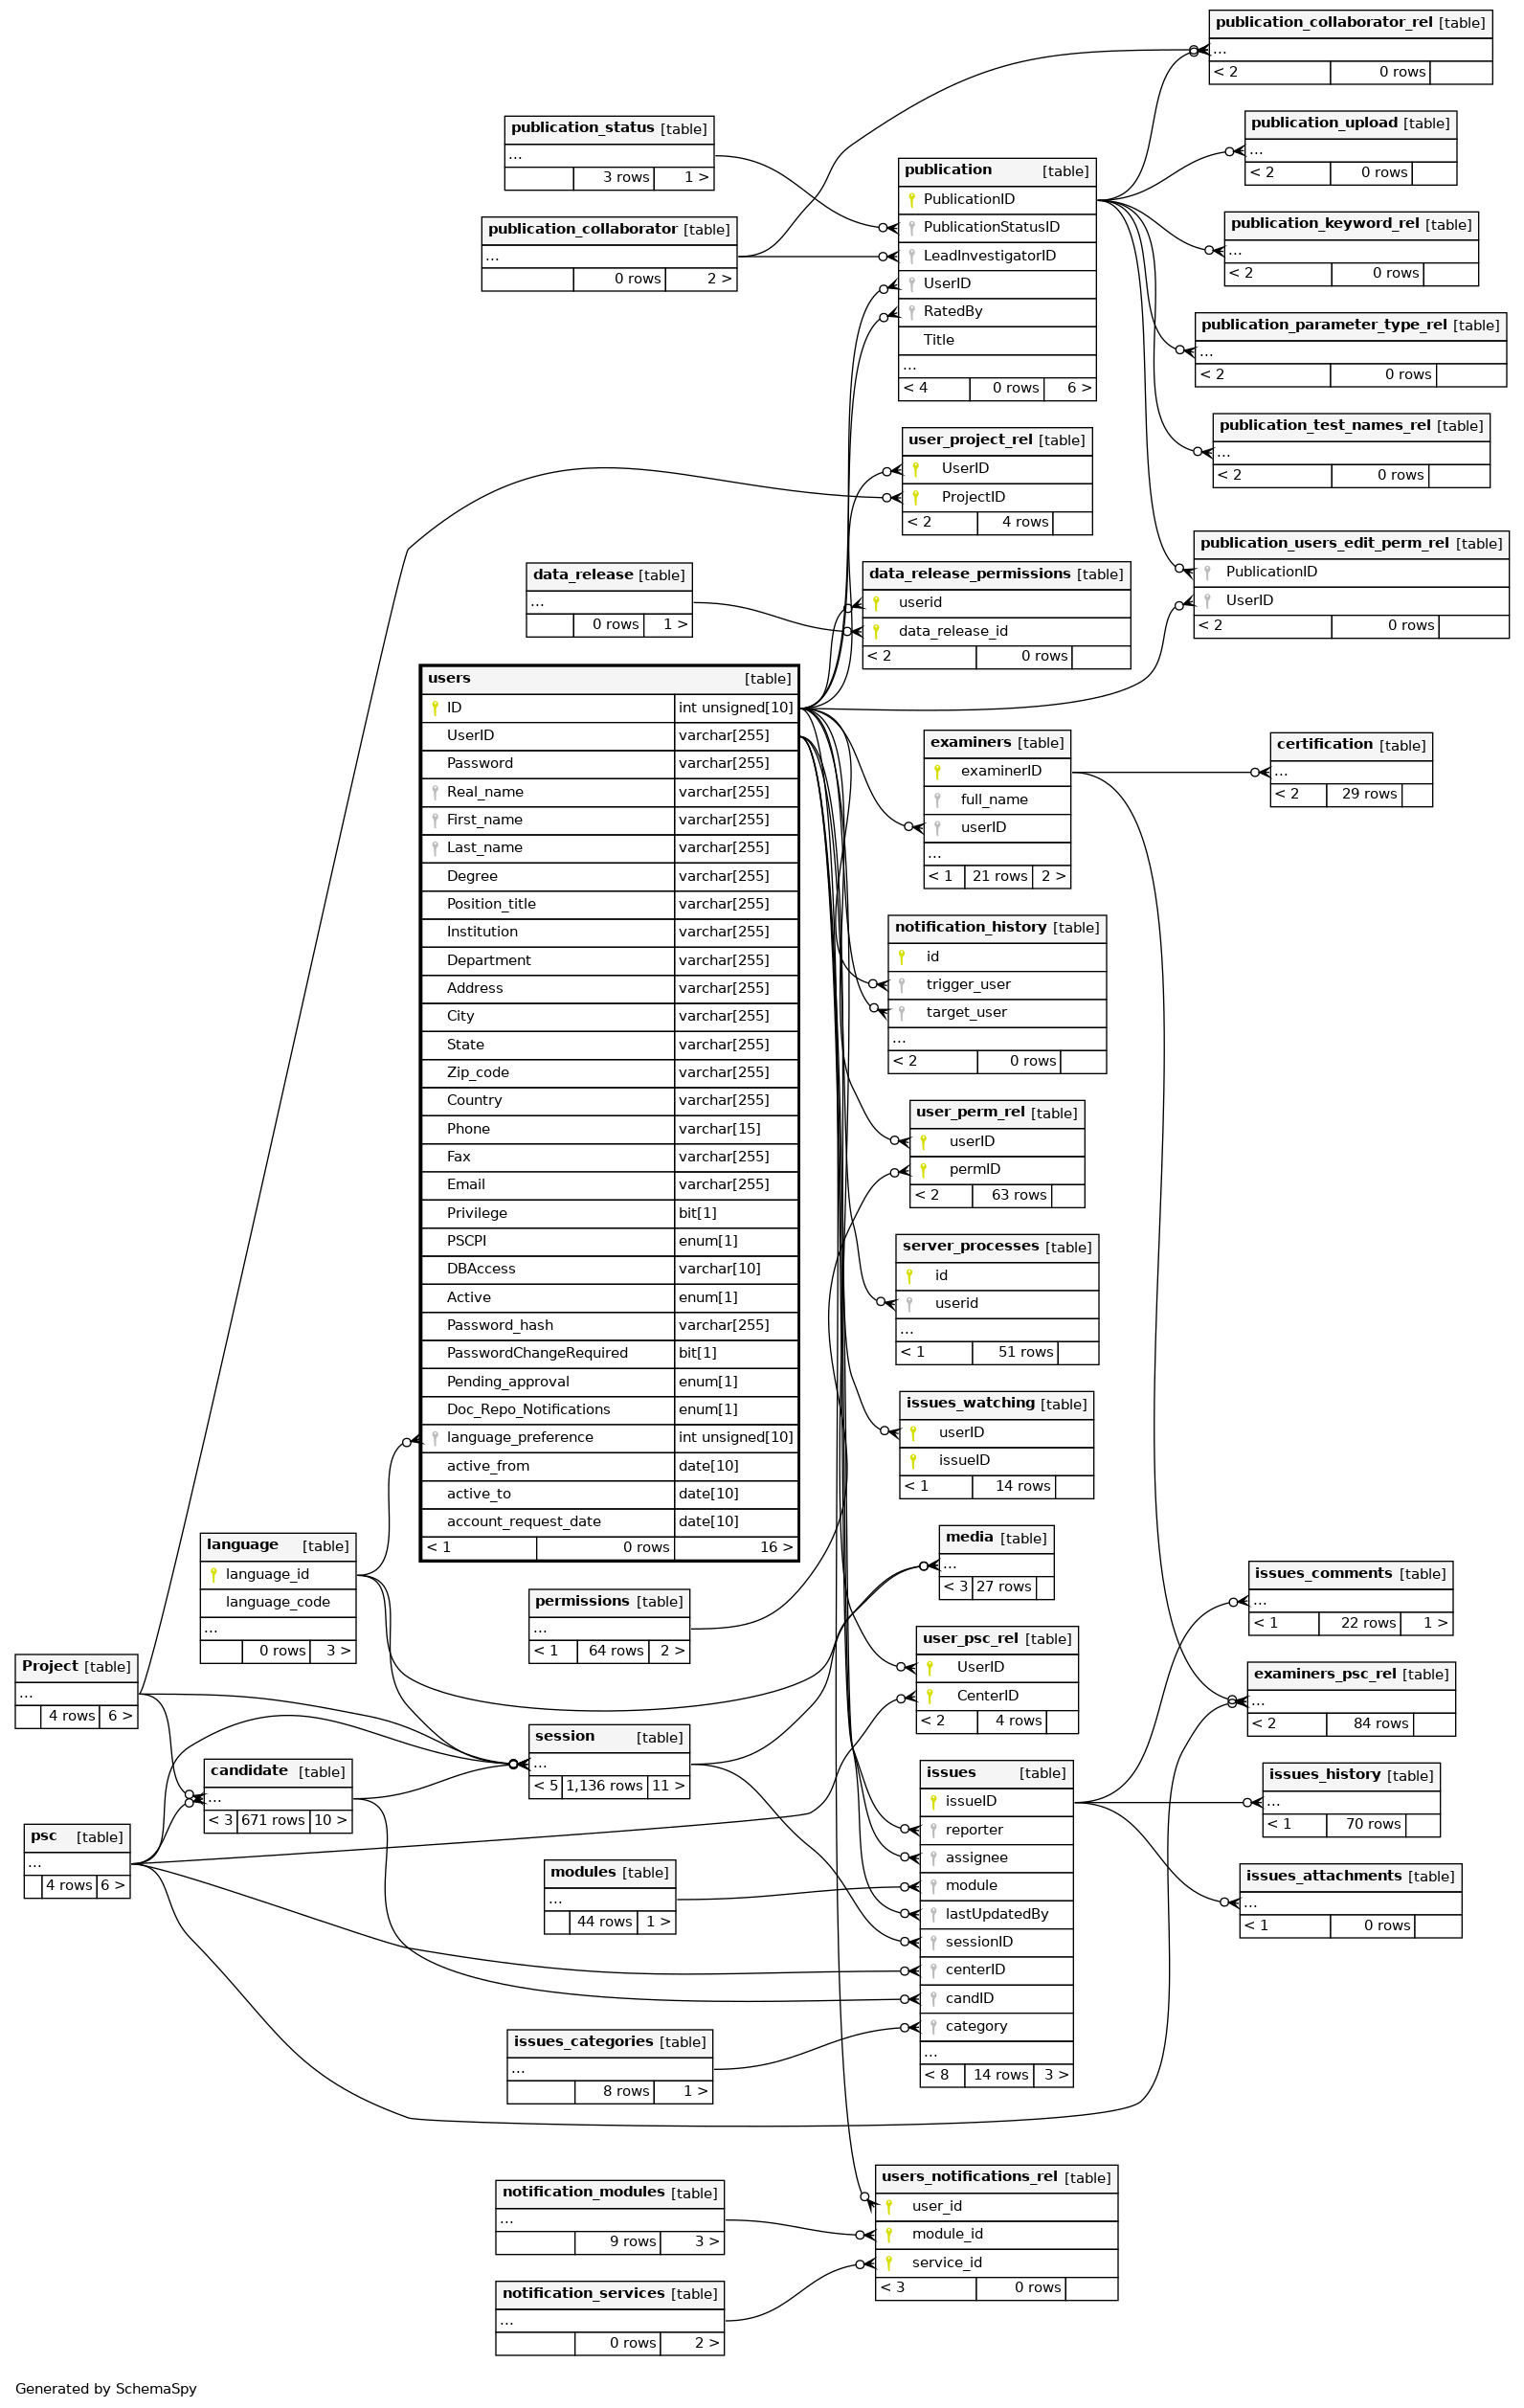 publication_collaborator_rel [table]
...
< 2 0 rows
publication_upload [table]
...
< 2 0 rows
publication_status [table]
...
3 rows 1 >
publication [table]
PublicationID
PublicationStatusID
LeadInvestigatorID
UserID
RatedBy
Title
...
< 4 0 rows 6 >
publication_collaborator [table]
...
0 rows 2 >
publication_keyword_rel [table]
...
< 2 0 rows
publication_parameter_type_rel [table]
...
< 2 0 rows
publication_test_names_rel [table]
...
< 2 0 rows
user_project_rel [table]
UserID
ProjectID
< 2 4 rows
publication_users_edit_perm_rel [table]
PublicationID
UserID
< 2 0 rows
data_release [table]
...
0 rows 1 >
data_release_permissions [table]
userid
data_release_id
< 2 0 rows
users [table]
ID int unsigned[10]
UserID varchar[255]
Password varchar[255]
Real_name varchar[255]
First_name varchar[255]
Last_name varchar[255]
Degree varchar[255]
Position_title varchar[255]
Institution varchar[255]
Department varchar[255]
Address varchar[255]
City varchar[255]
State varchar[255]
Zip_code varchar[255]
Country varchar[255]
Phone varchar[15]
Fax varchar[255]
Email varchar[255]
Privilege bit[1]
PSCPI enum[1]
DBAccess varchar[10]
Active enum[1]
Password_hash varchar[255]
PasswordChangeRequired bit[1]
Pending_approval enum[1]
Doc_Repo_Notifications enum[1]
language_preference int unsigned[10]
active_from date[10]
active_to date[10]
account_request_date date[10]
< 1 0 rows 16 >
examiners [table]
examinerID
full_name
userID
...
< 1 21 rows 2 >
certification [table]
...
< 2 29 rows
notification_history [table]
id
trigger_user
target_user
...
< 2 0 rows
user_perm_rel [table]
userID
permID
< 2 63 rows
server_processes [table]
id
userid
...
< 1 51 rows
issues_watching [table]
userID
issueID
< 1 14 rows
language [table]
language_id
language_code
...
0 rows 3 >
media [table]
...
< 3 27 rows
permissions [table]
...
< 1 64 rows 2 >
issues_comments [table]
...
< 1 22 rows 1 >
user_psc_rel [table]
UserID
CenterID
< 2 4 rows
Project [table]
...
4 rows 6 >
examiners_psc_rel [table]
...
< 2 84 rows
session [table]
...
< 5 1,136 rows 11 >
candidate [table]
...
< 3 671 rows 10 >
issues [table]
issueID
reporter
assignee
module
lastUpdatedBy
sessionID
centerID
candID
category
...
< 8 14 rows 3 >
issues_history [table]
...
< 1 70 rows
psc [table]
...
4 rows 6 >
modules [table]
...
44 rows 1 >
issues_attachments [table]
...
< 1 0 rows
issues_categories [table]
...
8 rows 1 >
users_notifications_rel [table]
user_id
module_id
service_id
< 3 0 rows
notification_modules [table]
...
9 rows 3 >
notification_services [table]
...
0 rows 2 >
Generated by SchemaSpy